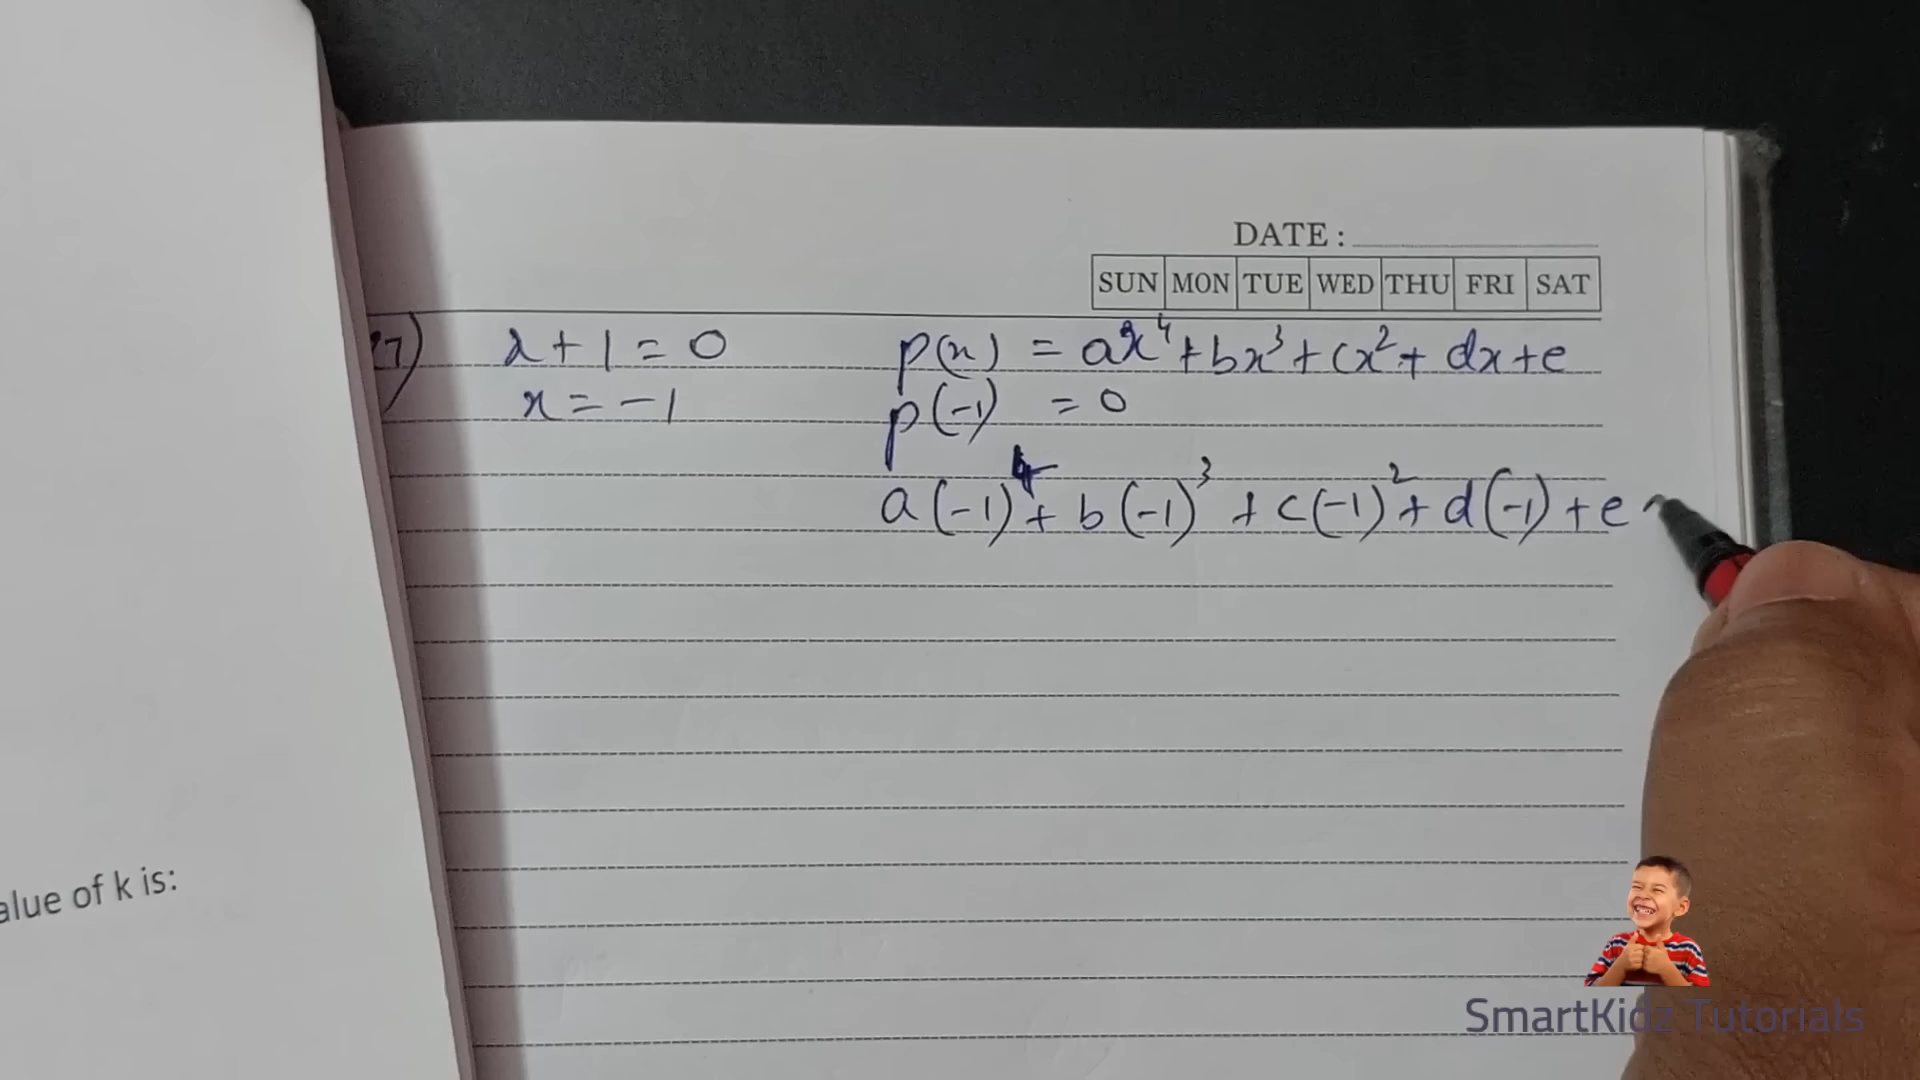 DATE :
SUN MON TUE WED THU FRI SAT
x+1=0 p(x) = ax⁴+bx³+cx²+dx+e
x=-1 p(-1) = 0
a(-1)⁴+b(-1)³+c(-1)²+d(-1)+e
alue of k is:
SmartKidz Tutorials